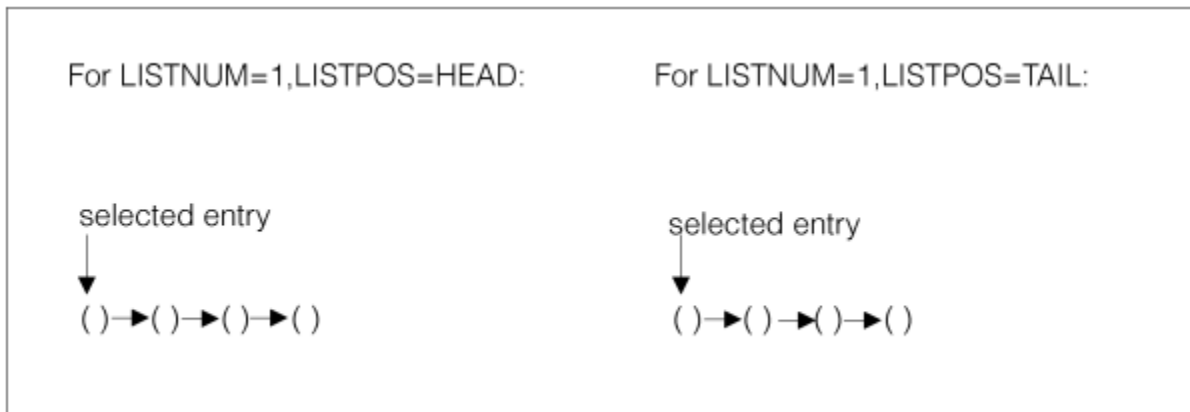 For LISTNUM=1,LISTPOS=HEAD:
For LISTNUM=1,LISTPOS=TAIL:
selected entry
selected entry
( )→( )→( )→( )
( )→( )→( )→( )